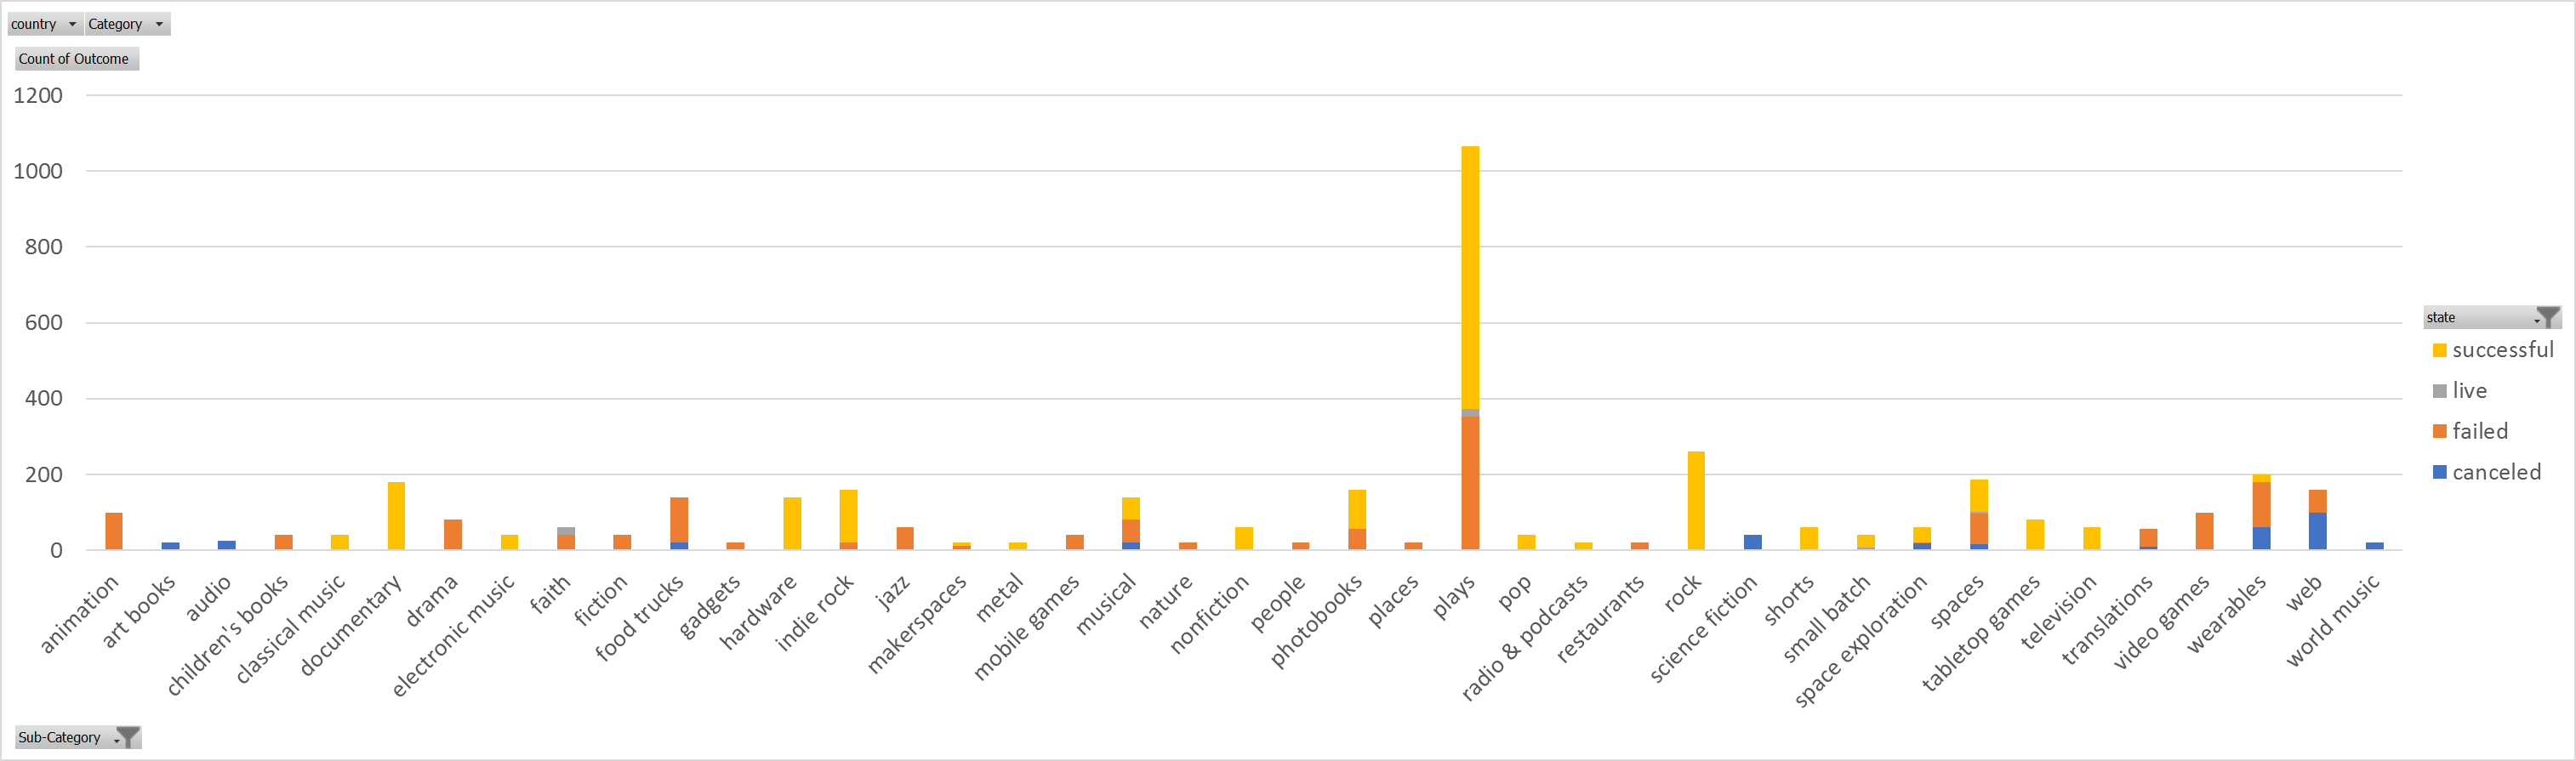 country Category
Count of Outcome
1200
1000
800
600
400
200
0
animation
art books
audio
children's books
classical music
documentary
drama
electronic music
faith
fiction
food trucks
gadgets
hardware
indie rock
jazz
makerspaces
metal
mobile games
musical
nature
nonfiction
people
photobooks
places
plays
pop
radio & podcasts
restaurants
rock
science fiction
shorts
small batch
space exploration
spaces
tabletop games
television
translations
video games
wearables
web
world music
state
successful
live
failed
canceled
Sub-Category